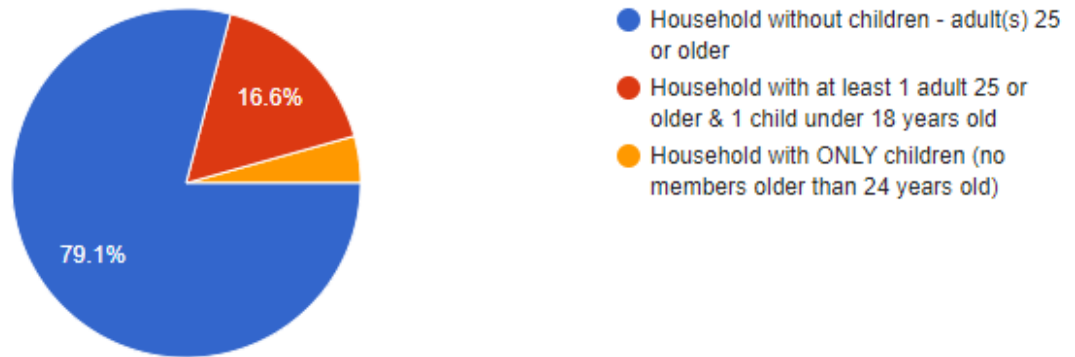 79.1%
16.6%
Household without children - adult(s) 25
or older
Household with at least 1 adult 25 or
older & 1 child under 18 years old
Household with ONLY children (no
members older than 24 years old)